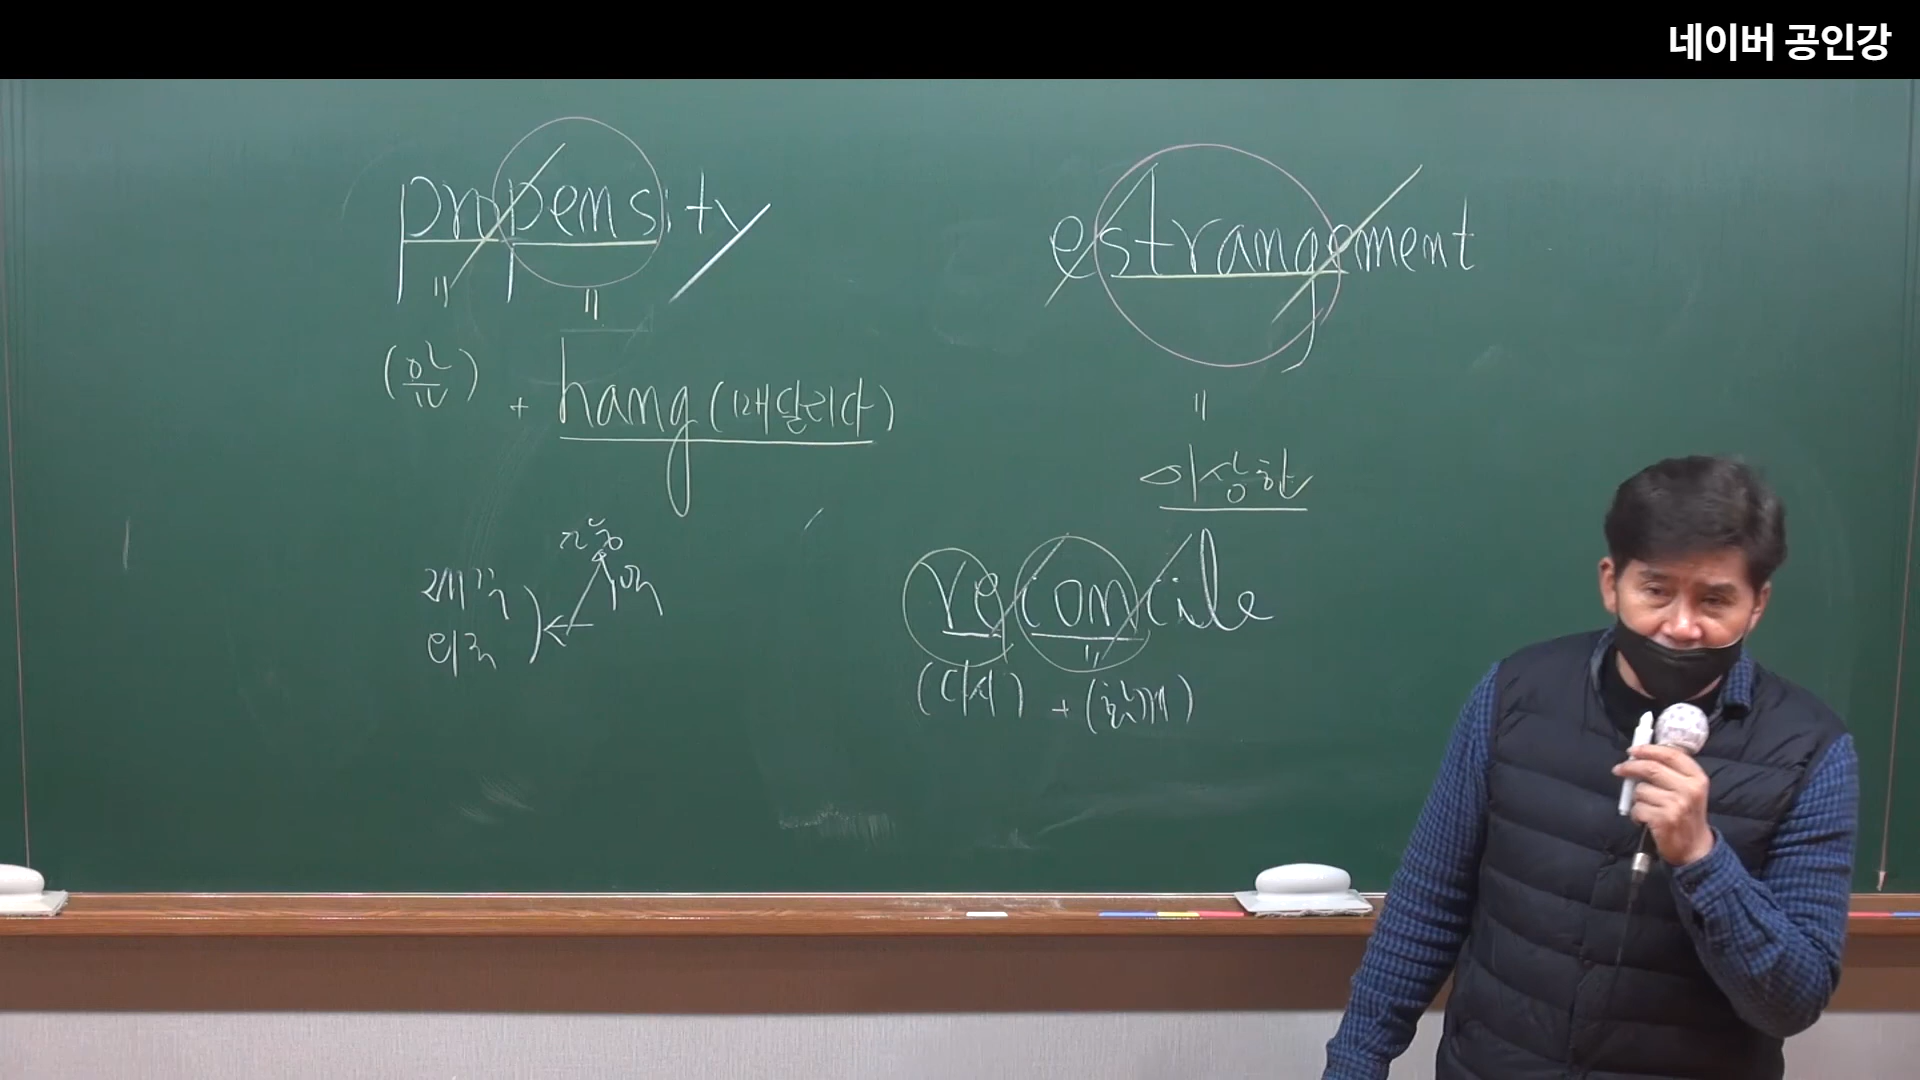 네이버 공인강
propensity
estrangement
(앞)
+ hang (매달리다)
이상한
reconcile
(다시) + (함께)